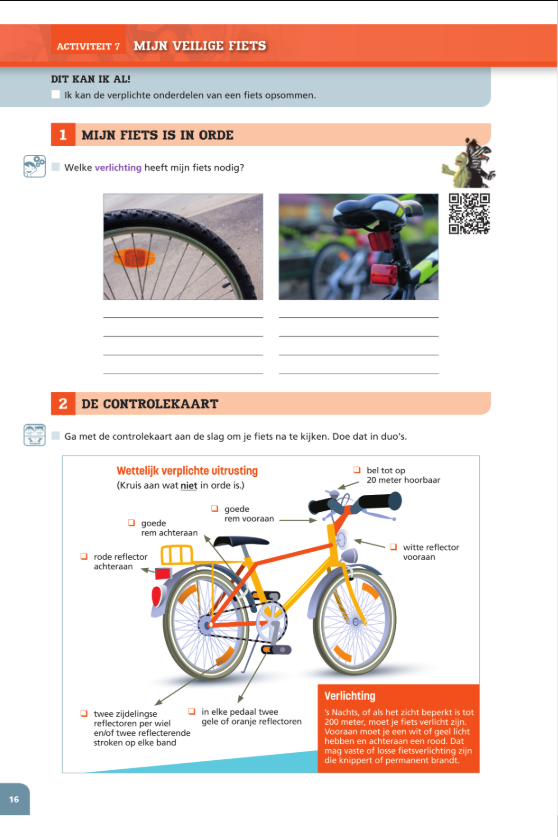 ACTIVITEIT 7 MIJN VEILIGE FIETS
DIT KAN IK AL!
Ik kan de verplichte onderdelen van een fiets opsommen.
1 MIJN FIETS IS IN ORDE
Welke verlichting heeft mijn fiets nodig?
2 DE CONTROLEKAART
Ga met de controlekaart aan de slag om je fiets na te kijken. Doe dat in duo's.
Wettelijk verplichte uitrusting
(Kruis aan wat niet in orde is.)
bel tot op
20 meter hoorbaar
goede
rem vooraan
goede
rem achteraan
witte reflector
vooraan
rode reflector
achteraan
twee zijdelingse
reflectoren per wiel
en/of twee reflecterende
stroken op elke band
in elke pedaal twee
gele of oranje reflectoren
Verlichting
's Nachts, of als het zicht beperkt is tot
200 meter, moet je fiets verlicht zijn.
Vooraan moet je een wit of geel licht
hebben en achteraan een rood. Dat
mag vaste of losse fietsverlichting zijn
die knippert of permanent brandt.
16